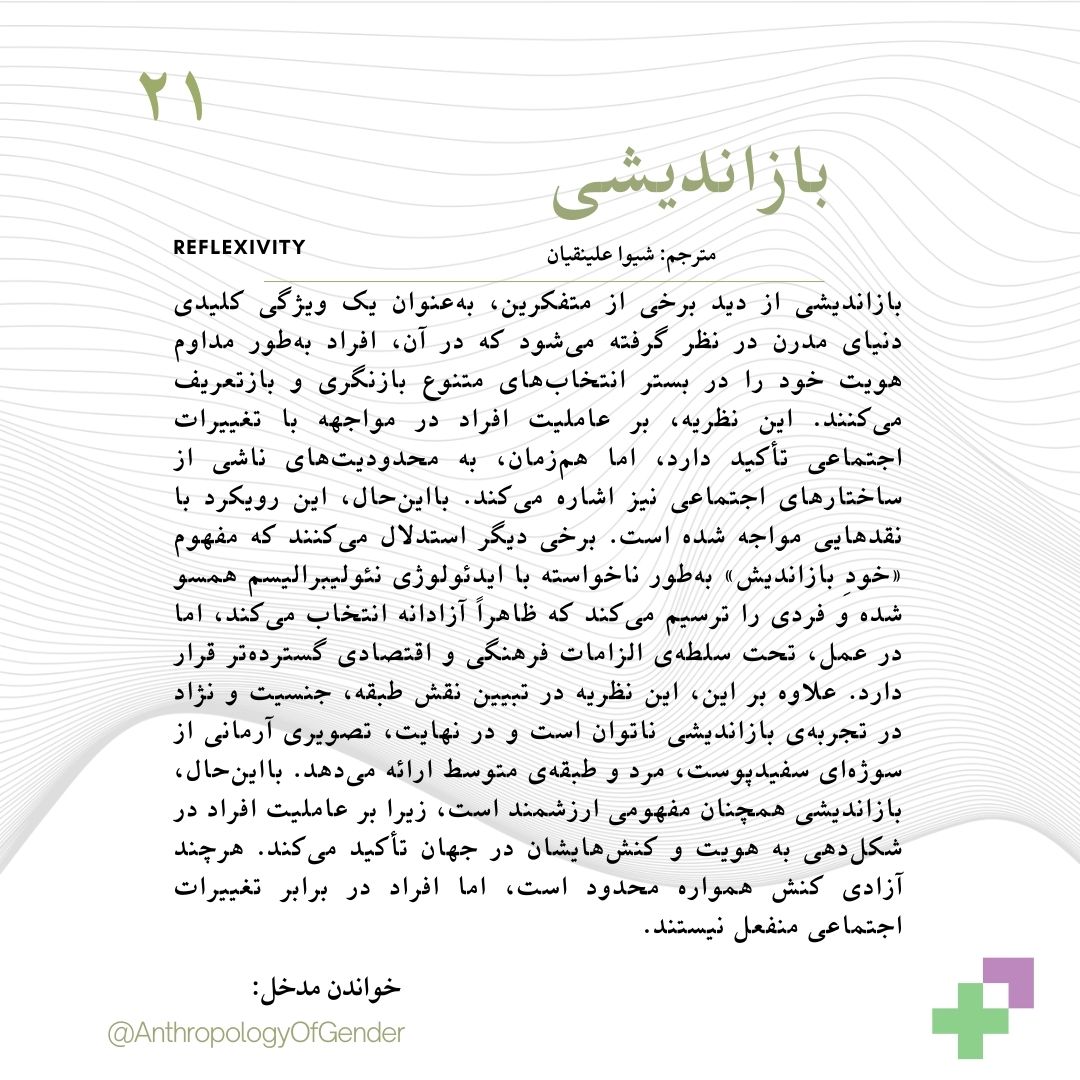 ۲۱
بازاندیشی
مترجم: شیوا علینقیان
REFLEXIVITY
بازاندیشی از دید برخی از متفکرین، به‌عنوان یک ویژگی کلیدی
دنیای مدرن در نظر گرفته می‌شود که در آن، افراد به‌طور مداوم
هویت خود را در بستر انتخاب‌های متنوع بازنگری و بازتعریف
می‌کنند. این نظریه، بر عاملیت افراد در مواجهه با تغییرات
اجتماعی تأکید دارد، اما هم‌زمان، به محدودیت‌های ناشی از
ساختارهای اجتماعی نیز اشاره می‌کند. بااین‌حال، این رویکرد با
نقدهایی مواجه شده است. برخی دیگر استدلال می‌کنند که مفهوم
«خودِ بازاندیش» به‌طور ناخواسته با ایدئولوژی نئولیبرالیسم همسو
شده و فردی را ترسیم می‌کند که ظاهراً آزادانه انتخاب می‌کند، اما
در عمل، تحت سلطه‌ی الزامات فرهنگی و اقتصادی گسترده‌تر قرار
دارد. علاوه بر این، این نظریه در تبیین نقش طبقه، جنسیت و نژاد
در تجربه‌ی بازاندیشی ناتوان است و در نهایت، تصویری آرمانی از
سوژه‌ای سفیدپوست، مرد و طبقه‌ی متوسط ارائه می‌دهد. بااین‌حال،
بازاندیشی همچنان مفهومی ارزشمند است، زیرا بر عاملیت افراد در
شکل‌دهی به هویت و کنش‌هایشان در جهان تأکید می‌کند. هرچند
آزادی کنش همواره محدود است، اما افراد در برابر تغییرات
اجتماعی منفعل نیستند.
خواندن مدخل:
@AnthropologyOfGender